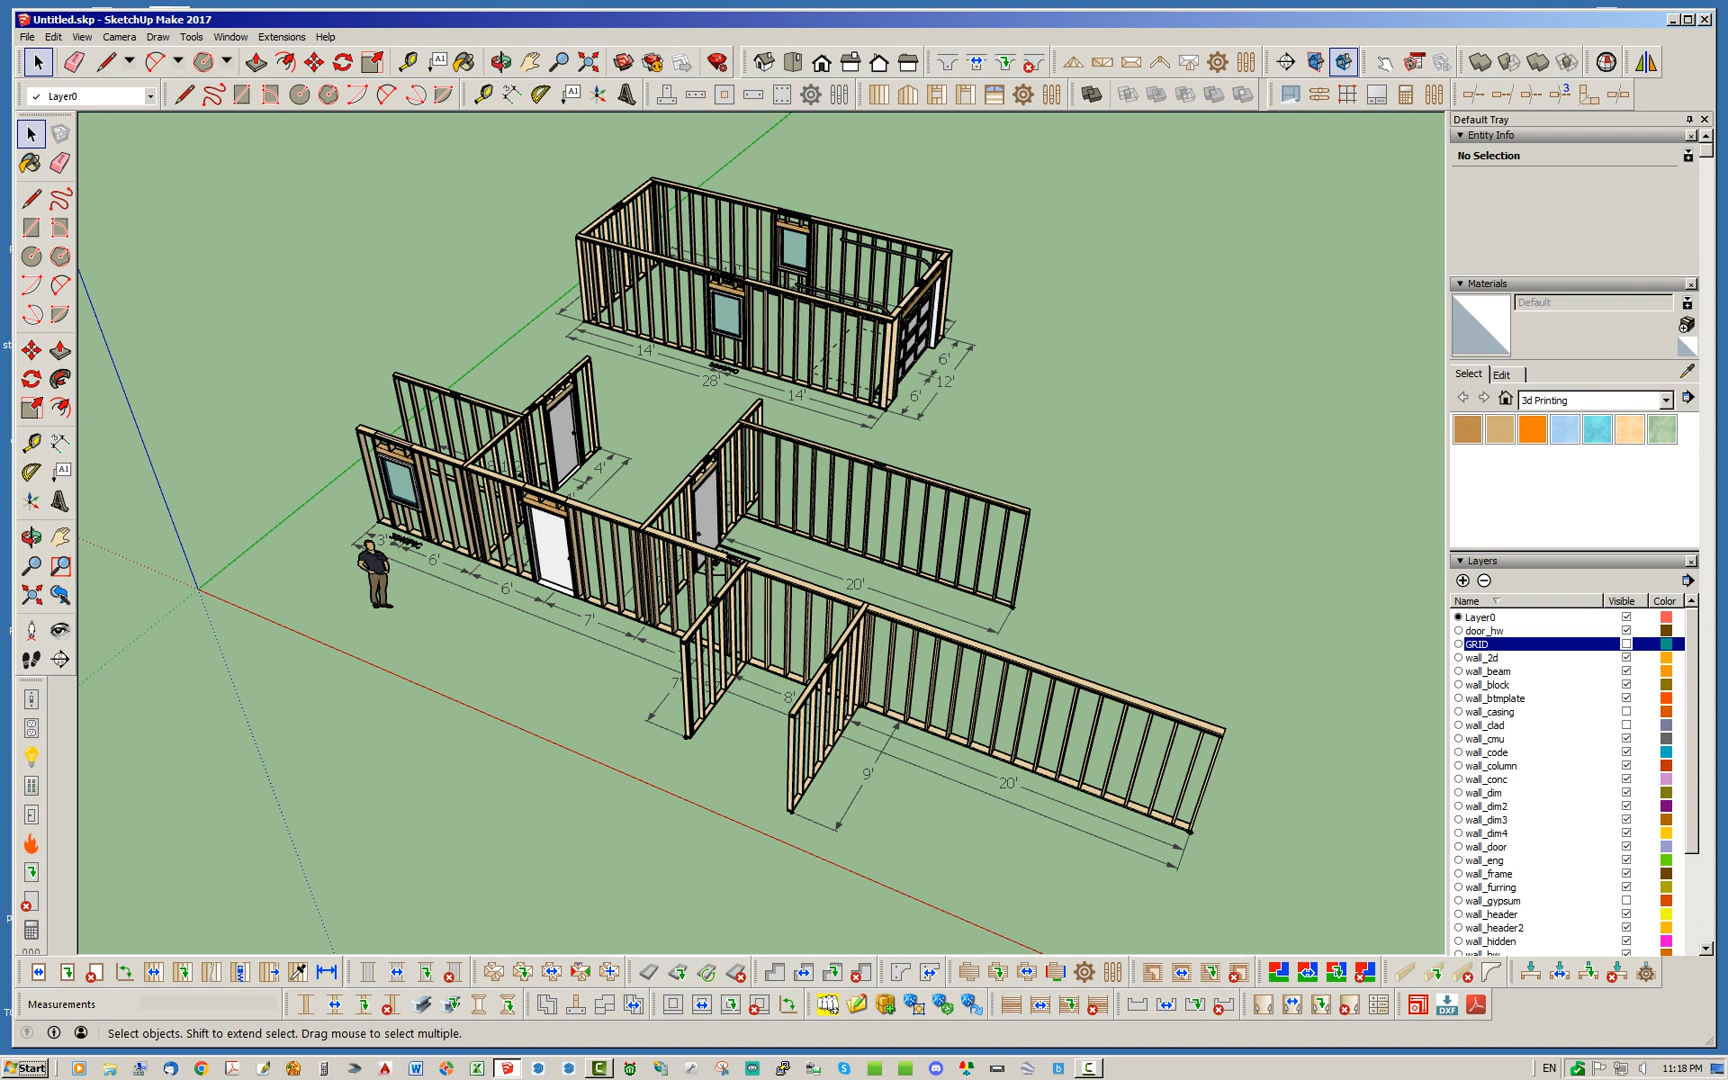 Untitled.skp - SketchUp Make 2017
File Edit View Camera Draw Tools Window Extensions Help
Layer0
Default Tray
Entity Info
No Selection
Materials
Default
Select Edit
3d Printing
Layers
Name Visible Color
Layer0
door_hw
GRID
wall_2d
wall_beam
wall_block
wall_btmplate
wall_casing
wall_clad
wall_cmu
wall_code
wall_column
wall_conc
wall_dim
wall_dim2
wall_dim3
wall_dim4
wall_door
wall_eng
wall_frame
wall_furring
wall_gypsum
wall_header
wall_header2
wall_hidden
wall_hw
14'
28'
14'
6'
12'
6'
4'
3'
6'
6'
7'
20'
7'
8'
9'
20'
Measurements
DXF
Select objects. Shift to extend select. Drag mouse to select multiple.
Start
EN
11:18 PM